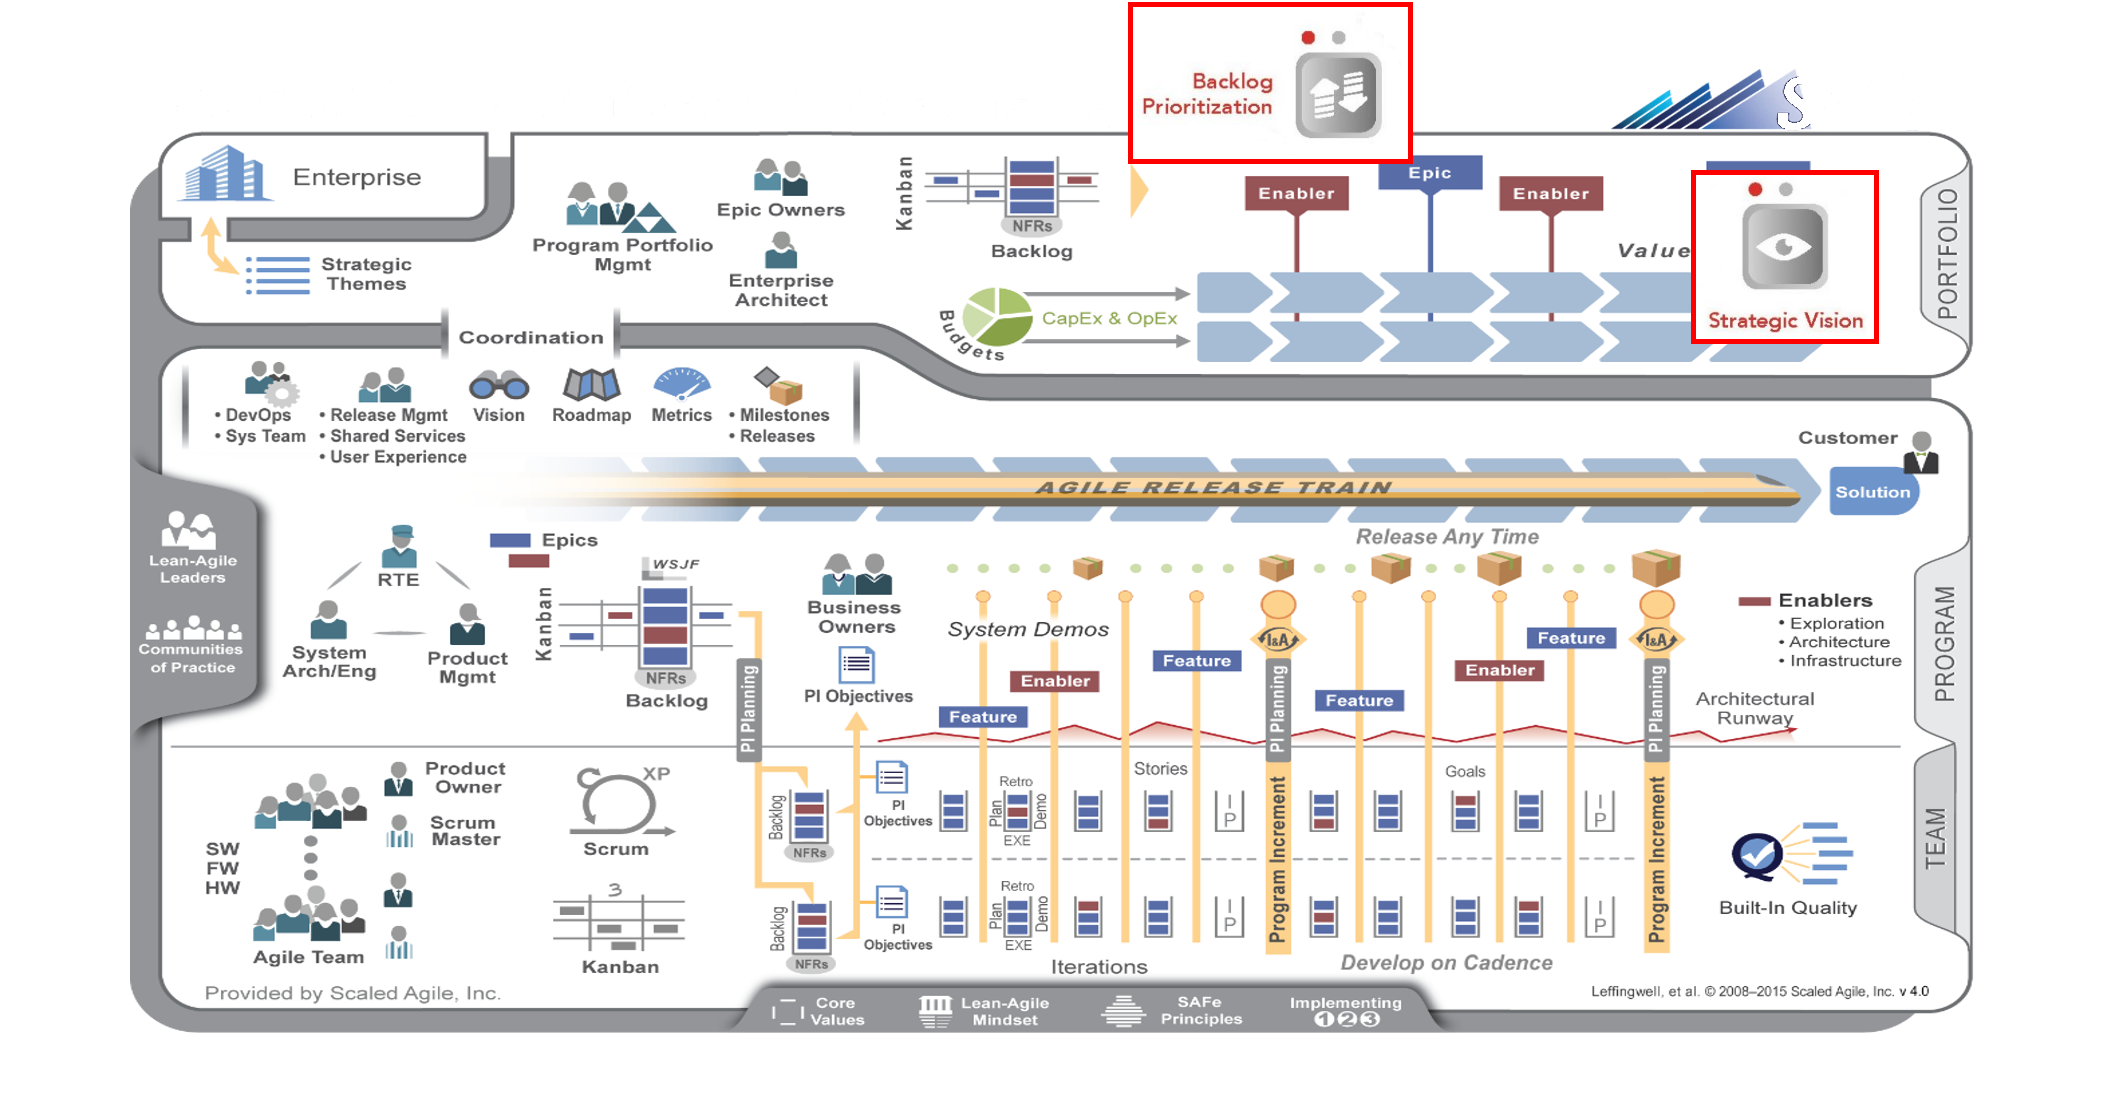 Backlog
Prioritization
S
Enterprise
Strategic
Themes
Program Portfolio
Mgmt
Epic Owners
Enterprise
Architect
Kanban
NFRs
Backlog
Budgets
CapEx & OpEx
Enabler
Epic
Enabler
Value
Strategic Vision
PORTFOLIO
Coordination
• DevOps
• Sys Team
• Release Mgmt
• Shared Services
• User Experience
Vision
Roadmap
Metrics
• Milestones
• Releases
Customer
AGILE RELEASE TRAIN
Solution
Release Any Time
Lean-Agile
Leaders
Communities
of Practice
RTE
System
Arch/Eng
Product
Mgmt
Epics
Kanban
WSJF
NFRs
Backlog
PI Planning
Business
Owners
PI Objectives
System Demos
Feature
Enabler
Feature
I&A
PI Planning
Feature
Enabler
Feature
I&A
PI Planning
Enablers
• Exploration
• Architecture
• Infrastructure
Architectural
Runway
PROGRAM
SW
FW
HW
Product
Owner
Scrum
Master
Agile Team
XP
Scrum
3
Kanban
Backlog
NFRs
Backlog
NFRs
PI
Objectives
PI
Objectives
Retro
Plan
Demo
EXE
Stories
I
P
Retro
Plan
Demo
EXE
I
P
Iterations
Program Increment
Goals
I
P
I
P
Develop on Cadence
Program Increment
Built-In Quality
TEAM
Provided by Scaled Agile, Inc.
Leffingwell, et al. © 2008–2015 Scaled Agile, Inc. v 4.0
Core
Values
Lean-Agile
Mindset
SAFe
Principles
Implementing
1 2 3